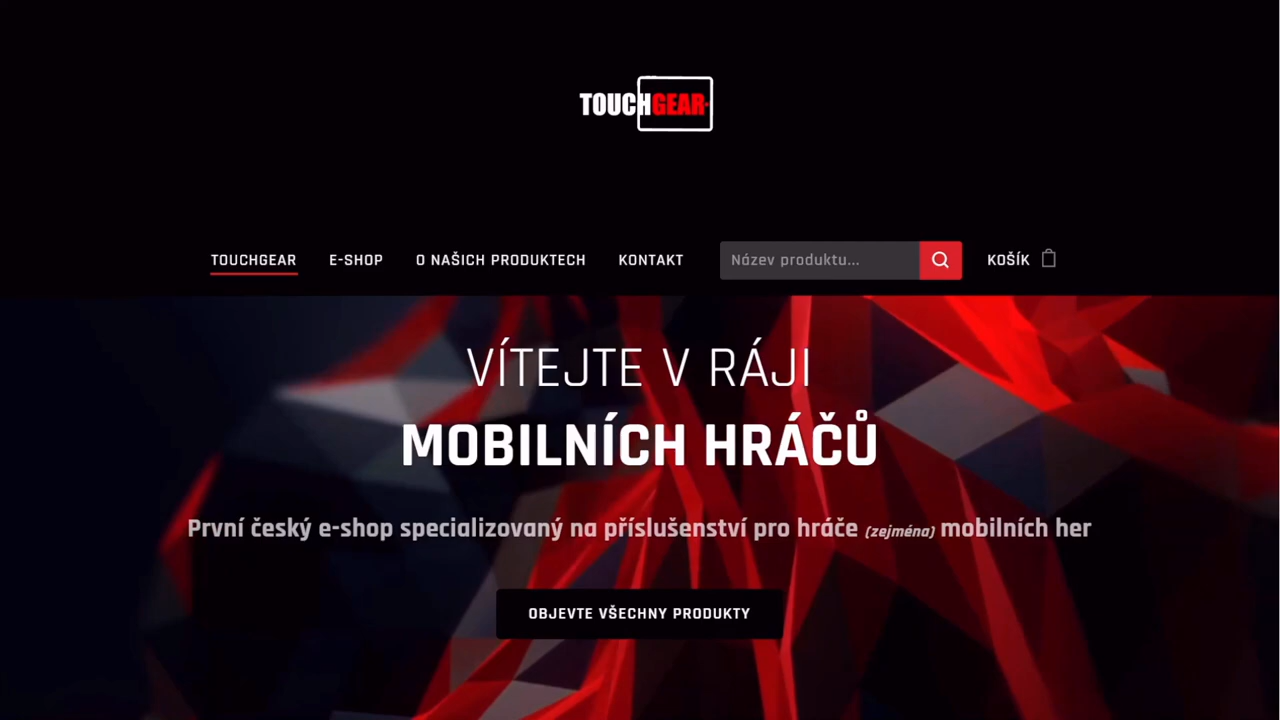 TOUCHGEAR
TOUCHGEAR E-SHOP O NAŠICH PRODUKTECH KONTAKT Název produktu... KOŠÍK
VÍTEJTE V RÁJI
MOBILNÍCH HRÁČŮ
První český e-shop specializovaný na příslušenství pro hráče (zejména) mobilních her
OBJEVTE VŠECHNY PRODUKTY